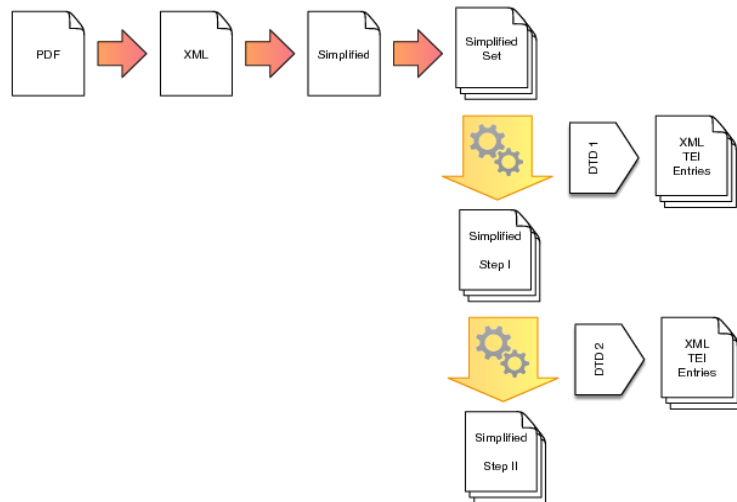 PDF
XML
Simplified
Simplified
Set
DTD 1
XML
TEI
Entries
Simplified
Step I
DTD 2
XML
TEI
Entries
Simplified
Step II